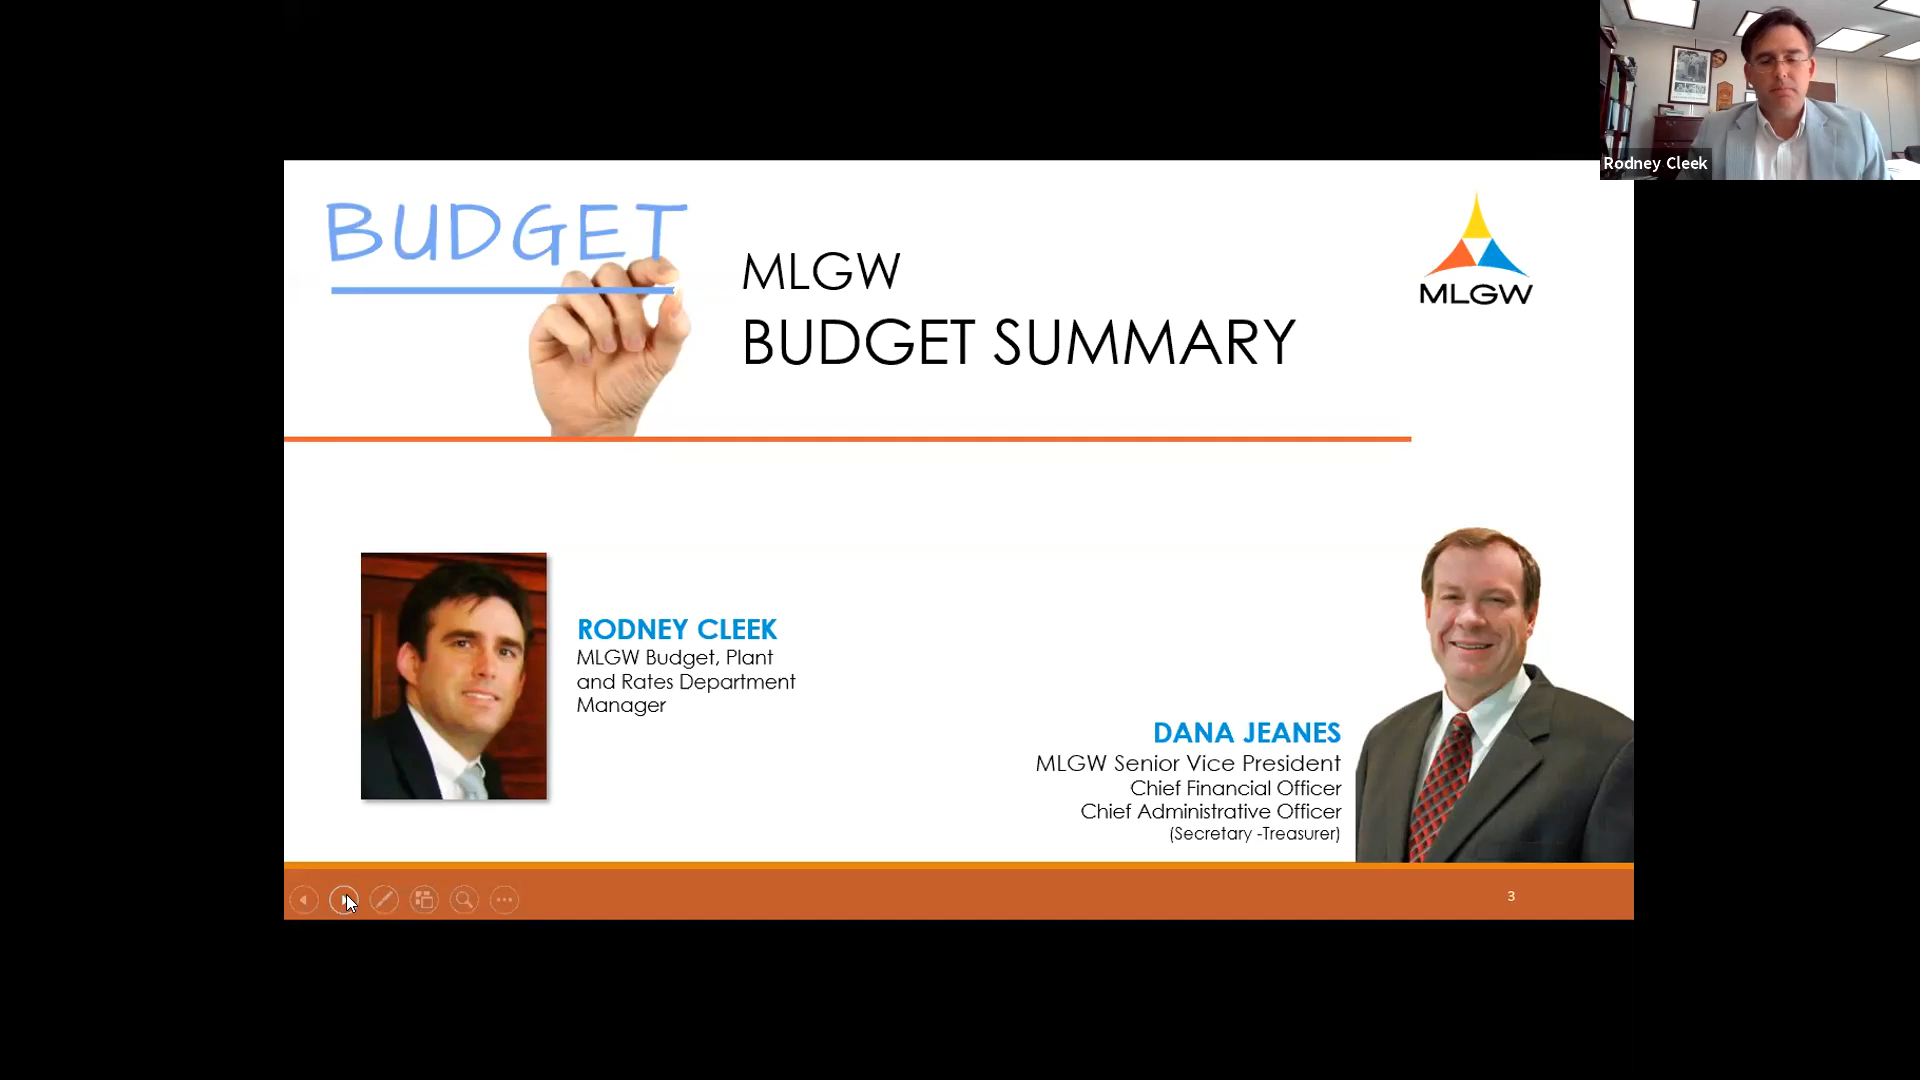 Rodney Cleek
BUDGET
MLGW
BUDGET SUMMARY
MLGW
RODNEY CLEEK
MLGW Budget, Plant
and Rates Department
Manager
DANA JEANES
MLGW Senior Vice President
Chief Financial Officer
Chief Administrative Officer
(Secretary -Treasurer)
3